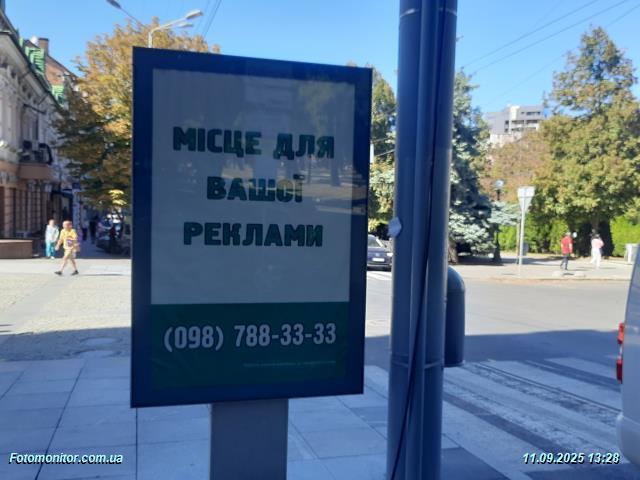 МІСЦЕ ДЛЯ
ВАШОЇ
РЕКЛАМИ
(098) 788-33-33
Fotomonitor.com.ua
11.09.2025 13:28